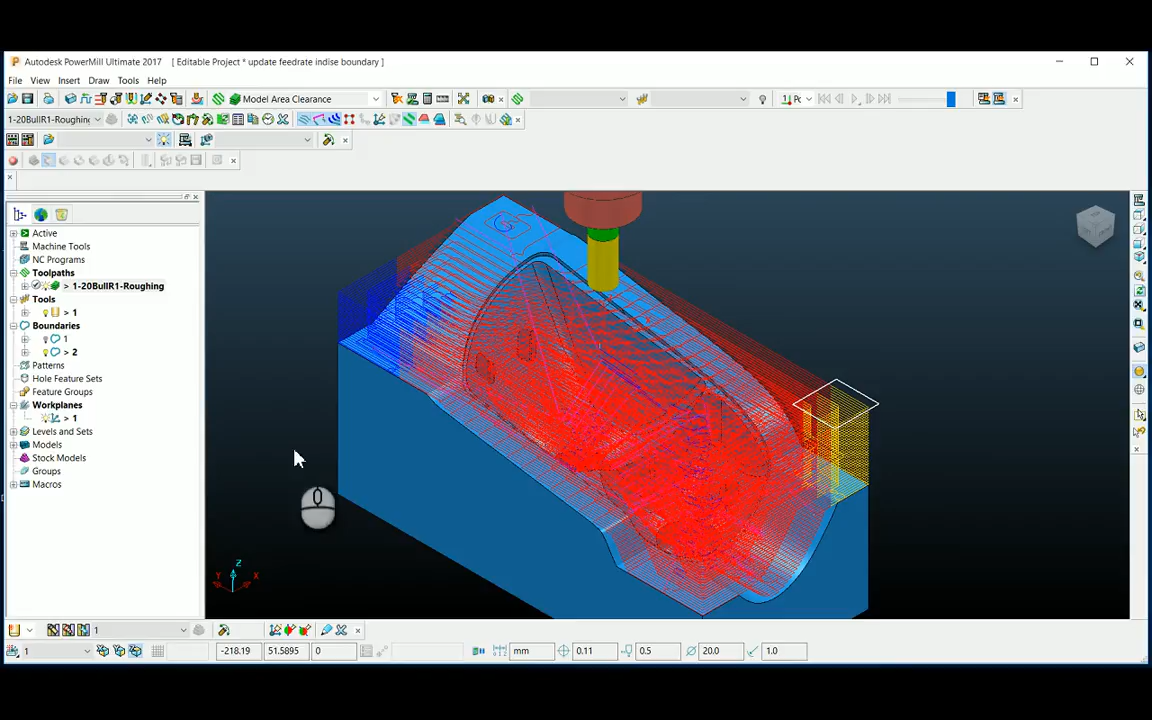 Autodesk PowerMill Ultimate 2017 [ Editable Project * update feedrate indise boundary ]
File View Insert Draw Tools Help
Model Area Clearance
1-20BullR1-Roughing
Active
Machine Tools
NC Programs
Toolpaths
> 1-20BullR1-Roughing
Tools
> 1
Boundaries
1
> 2
Patterns
Hole Feature Sets
Feature Groups
Workplanes
> 1
Levels and Sets
Models
Stock Models
Groups
Macros
Z
Y X
1
1 -218.19 51.5895 0 mm 0.11 0.5 20.0 1.0